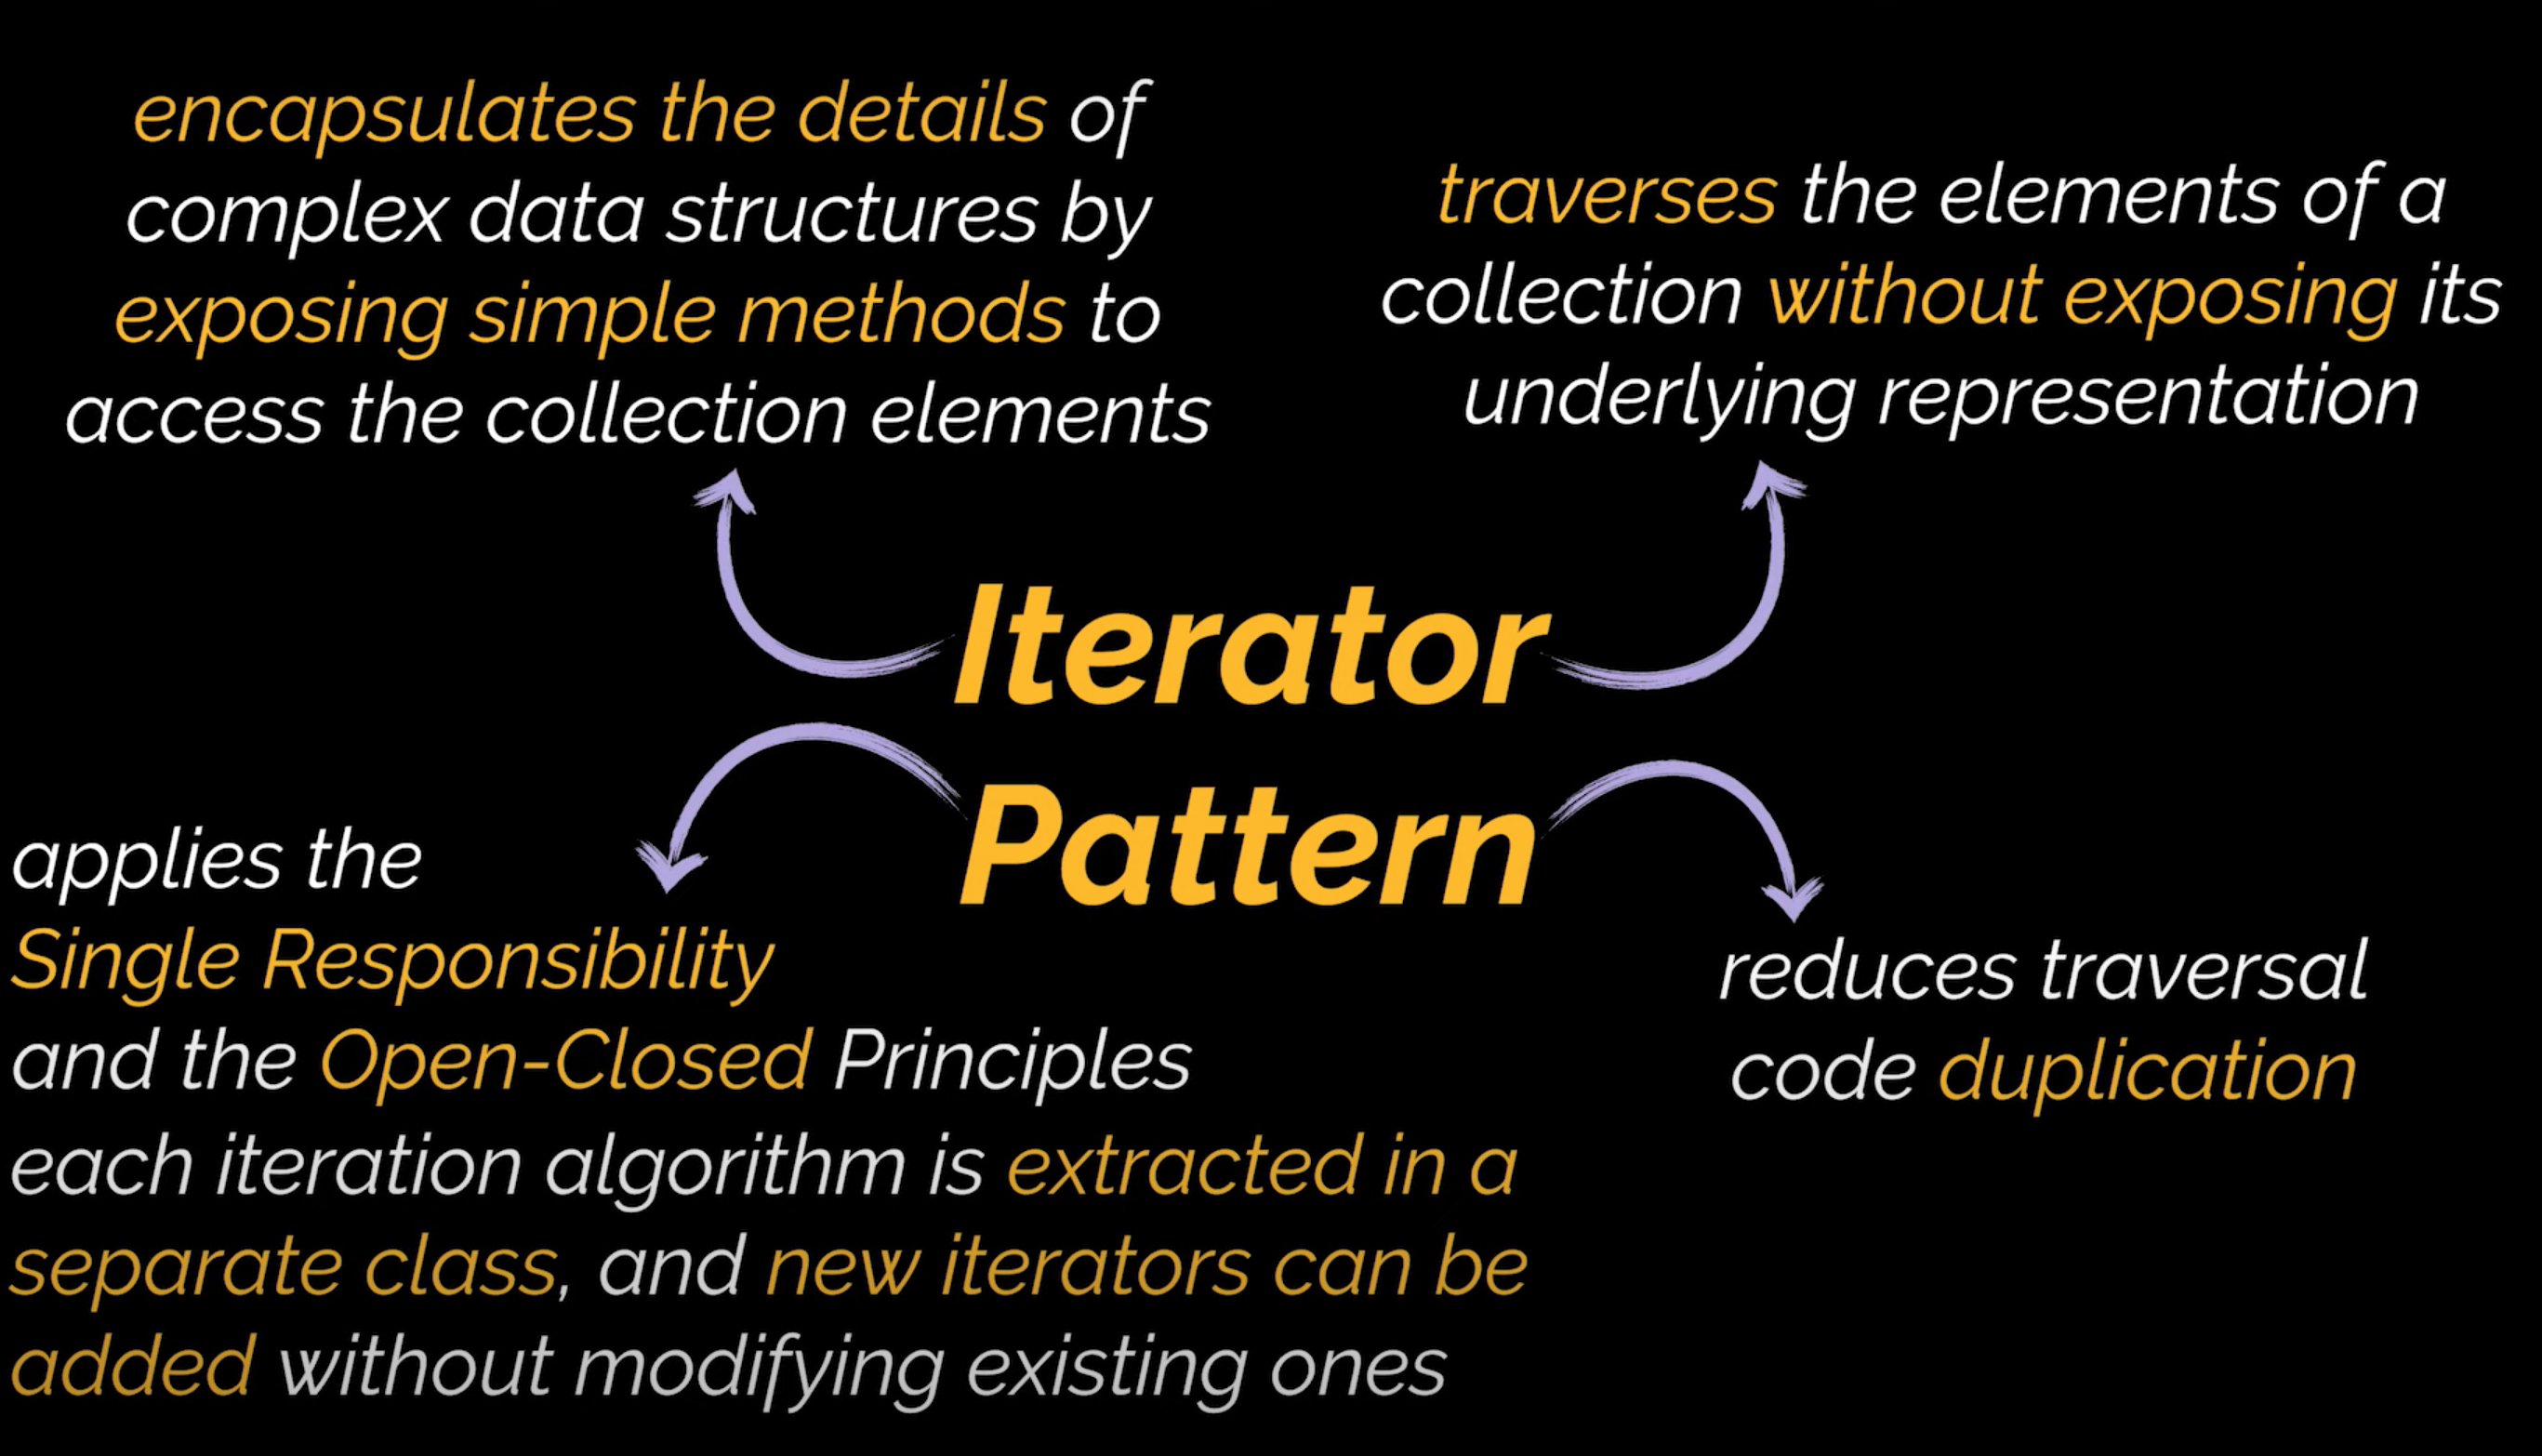 encapsulates the details of
complex data structures by
exposing simple methods to
access the collection elements
traverses the elements of a
collection without exposing its
underlying representation
Iterator
Pattern
applies the
Single Responsibility
and the Open-Closed Principles
each iteration algorithm is extracted in a
separate class, and new iterators can be
added without modifying existing ones
reduces traversal
code duplication